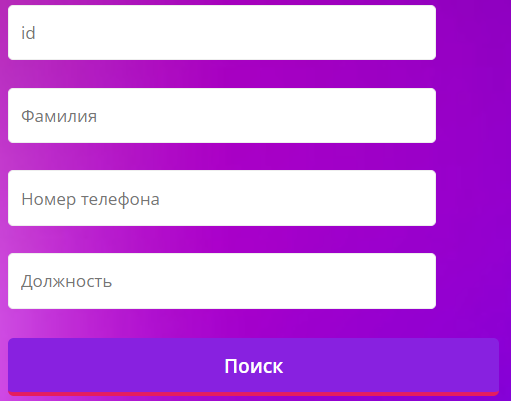 id
Фамилия
Номер телефона
Должность
Поиск